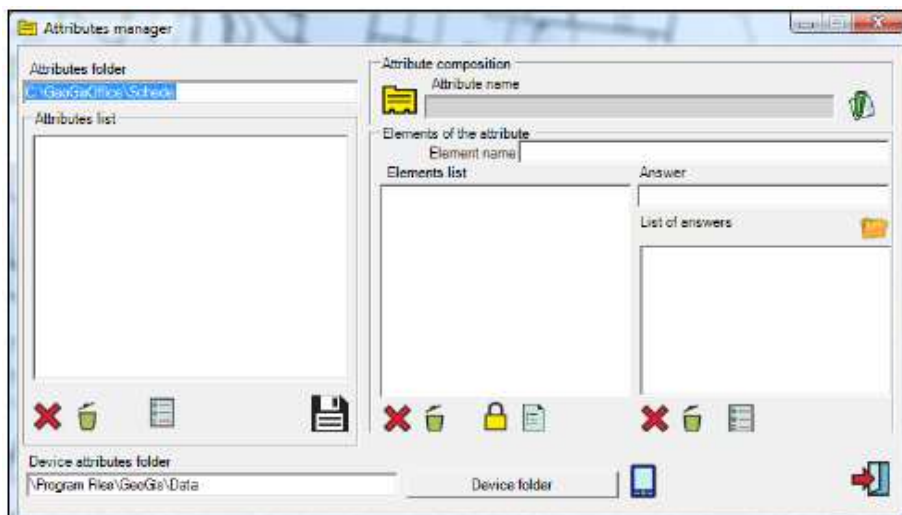 Attributes manager
Attributes folder
C:\GeoGisOffice\Schede
Attributes list
Attribute composition
Attribute name
Elements of the attribute
Element name
Elements list
Answer
List of answers
Device attributes folder
\Program Files\GeoGis\Data
Device folder